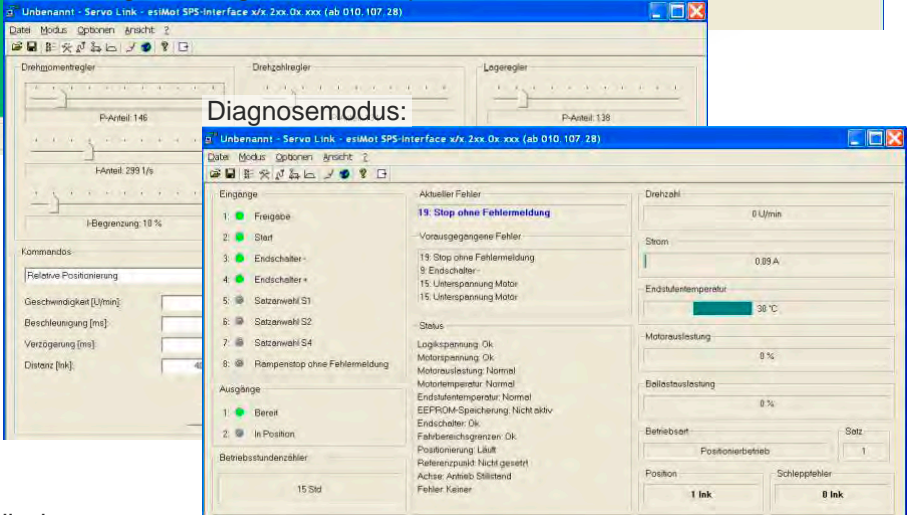 Unbenannt - Servo Link - esiMot SPS-Interface x/x.2xx.0x.xxx (ab 010.107.28)
Datei Modus Optionen Ansicht ?
Drehmomentregler
Drehzahlregler
Lageregler
P-Anteil: 146
P-Anteil: 138
I-Anteil: 299 1/s
I-Begrenzung: 10 %
Kommandos
Relative Positionierung
Geschwindigkeit [U/min]:
Beschleunigung [ms]:
Verzögerung [ms]:
Distanz [Ink]:
Diagnosemodus:
Unbenannt - Servo Link - esiMot SPS-Interface x/x.2xx.0x.xxx (ab 010.107.28)
Datei Modus Optionen Ansicht ?
Eingänge
1: Freigabe
2: Start
3: Endschalter-
4: Endschalter+
5: Satzanwahl S1
6: Satzanwahl S2
7: Satzanwahl S4
8: Rampenstop ohne Fehlermeldung
Ausgänge
1: Bereit
2: In Position
Betriebsstundenzähler
15 Std
Aktueller Fehler
19: Stop ohne Fehlermeldung
Vorausgegangene Fehler
19: Stop ohne Fehlermeldung
9: Endschalter-
15: Unterspannung Motor
15: Unterspannung Motor
Status
Logikspannung: Ok
Motorspannung: Ok
Motorauslastung: Normal
Motortemperatur: Normal
Endstufentemperatur: Normal
EEPROM-Speicherung: Nicht aktiv
Endschalter: Ok
Fahrbereichsgrenzen: Ok
Positionierung: Läuft
Referenzpunkt: Nicht gesetzt
Achse: Antrieb Stillstand
Fehler: Keiner
Drehzahl
0 U/min
Strom
0.09 A
Endstufentemperatur
38 °C
Motorauslastung
0 %
Ballastauslastung
0 %
Betriebsart
Positionierbetrieb
Satz
1
Position
1 Ink
Schleppfehler
0 Ink